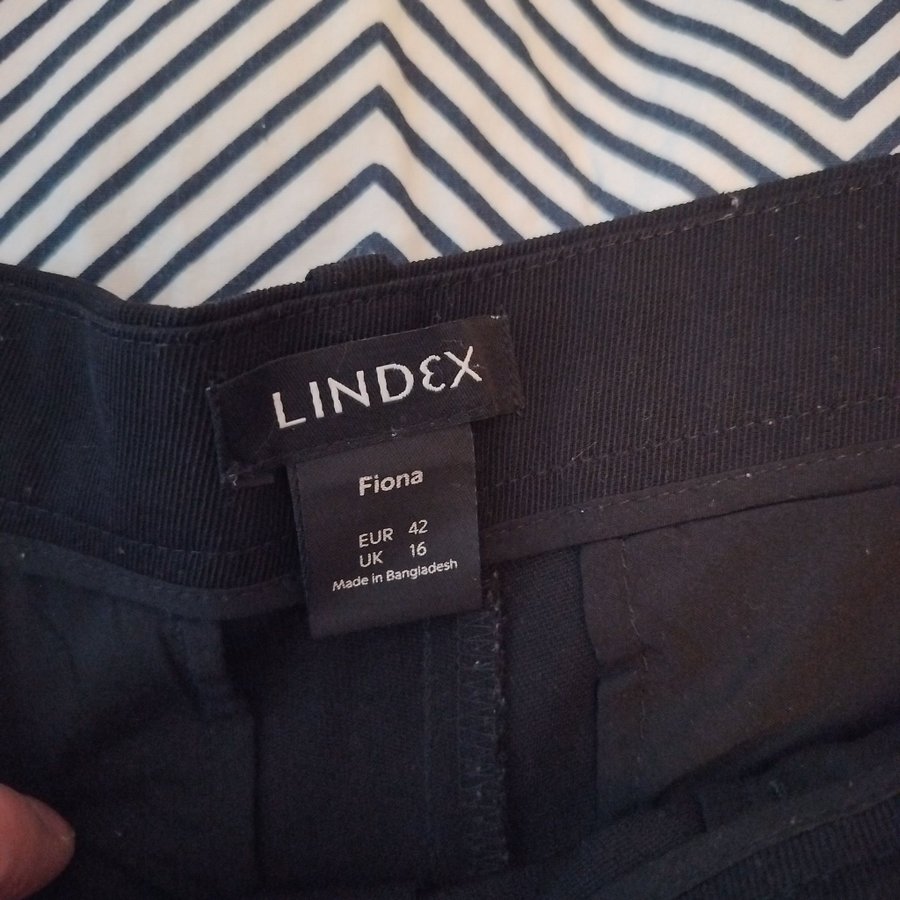 LINDEX
Fiona
EUR 42
UK 16
Made in Bangladesh